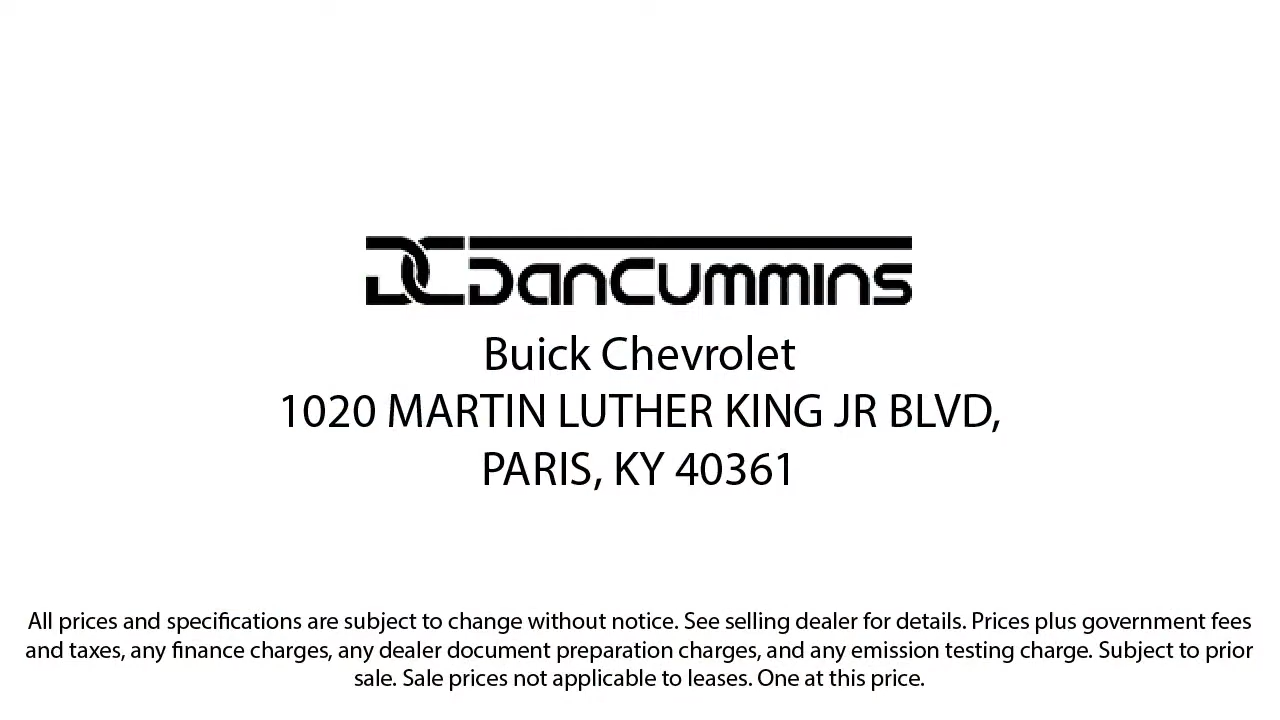 DC DanCummins
Buick Chevrolet
1020 MARTIN LUTHER KING JR BLVD,
PARIS, KY 40361
All prices and specifications are subject to change without notice. See selling dealer for details. Prices plus government fees
and taxes, any finance charges, any dealer document preparation charges, and any emission testing charge. Subject to prior
sale. Sale prices not applicable to leases. One at this price.